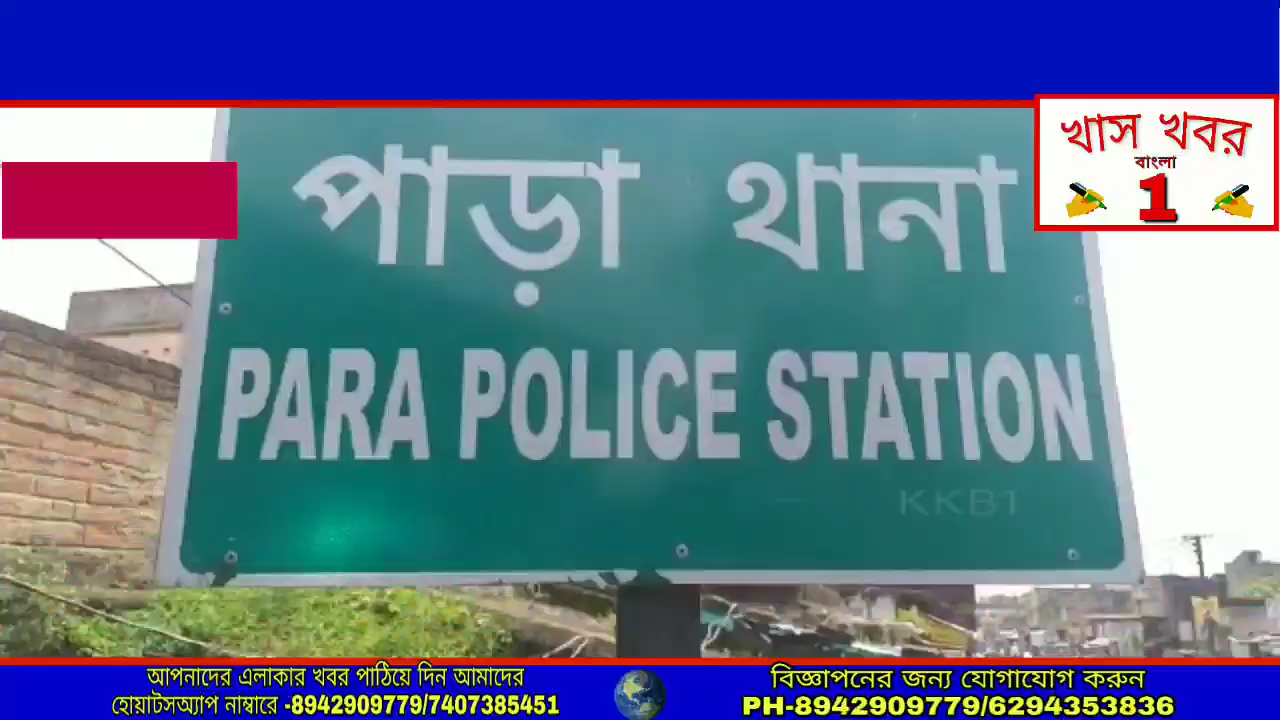 খাস খবর
বাংলা
1
পাড়া থানা
PARA POLICE STATION
KKB1
আপনাদের এলাকার খবর পাঠিয়ে দিন আমাদের
হোয়াটসঅ্যাপ নাম্বারে -8942909779/7407385451
বিজ্ঞাপনের জন্য যোগাযোগ করুন
PH-8942909779/6294353836